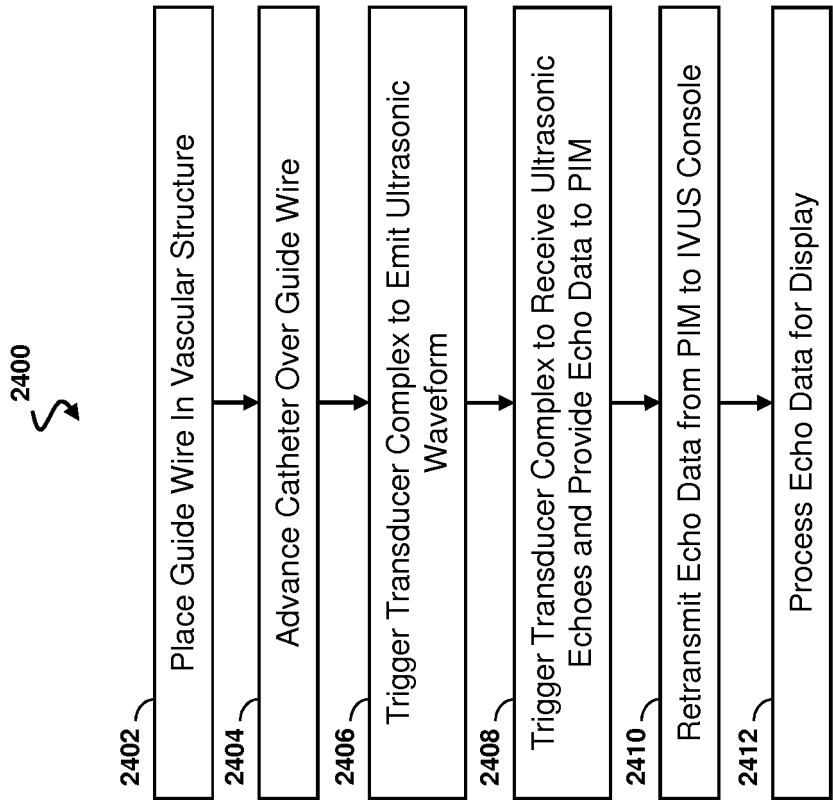 2400
2402
Place Guide Wire In Vascular Structure
2404
Advance Catheter Over Guide Wire
2406
Trigger Transducer Complex to Emit Ultrasonic
Waveform
2408
Trigger Transducer Complex to Receive Ultrasonic
Echoes and Provide Echo Data to PIM
2410
Retransmit Echo Data from PIM to IVUS Console
2412
Process Echo Data for Display